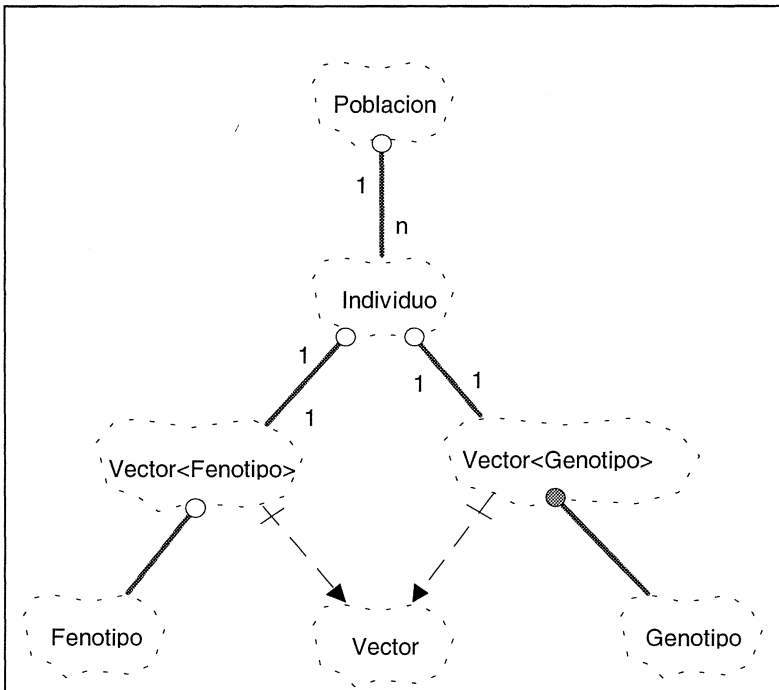 Poblacion
1
n
Individuo
1
1
1
1
Vector<Fenotipo>
Vector<Genotipo>
Fenotipo
Vector
Genotipo